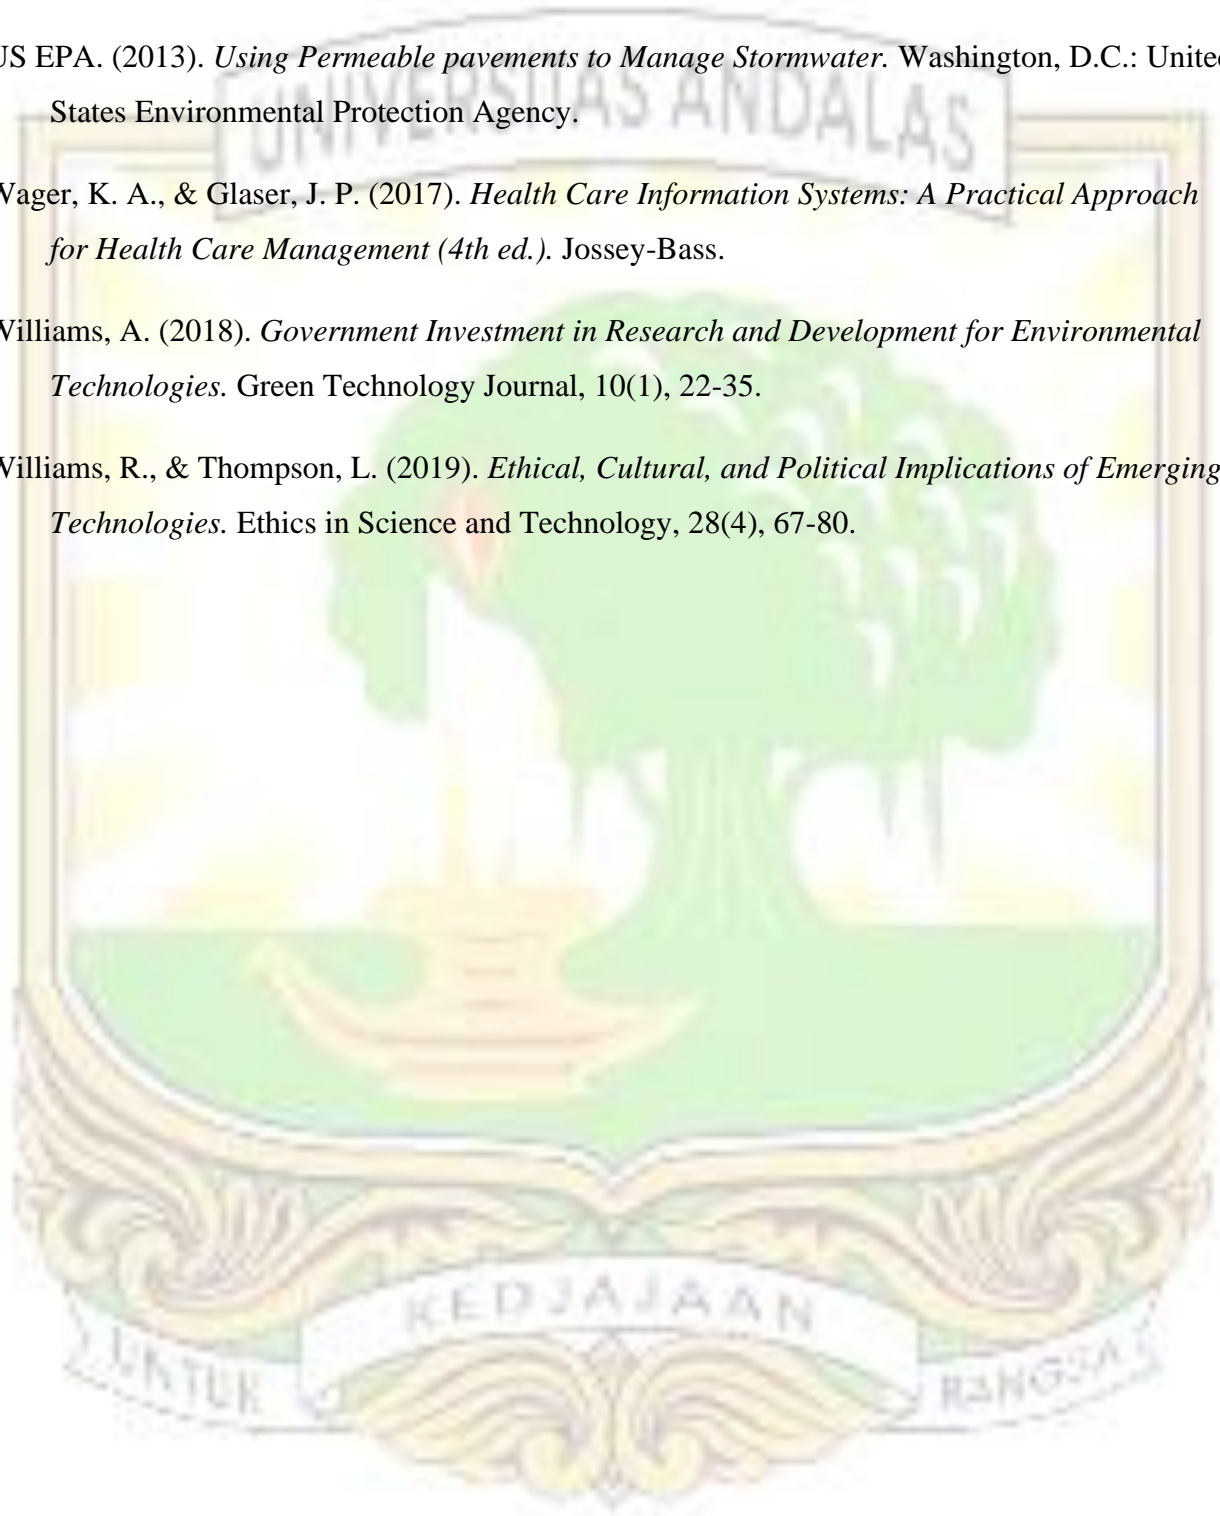 US EPA. (2013). Using Permeable pavements to Manage Stormwater. Washington, D.C.: United
States Environmental Protection Agency.
UNIVERSITAS ANDALAS
Wager, K. A., & Glaser, J. P. (2017). Health Care Information Systems: A Practical Approach
for Health Care Management (4th ed.). Jossey-Bass.
Williams, A. (2018). Government Investment in Research and Development for Environmental
Technologies. Green Technology Journal, 10(1), 22-35.
Williams, R., & Thompson, L. (2019). Ethical, Cultural, and Political Implications of Emerging
Technologies. Ethics in Science and Technology, 28(4), 67-80.
UNTUK KEDJAJAAN BANGSA